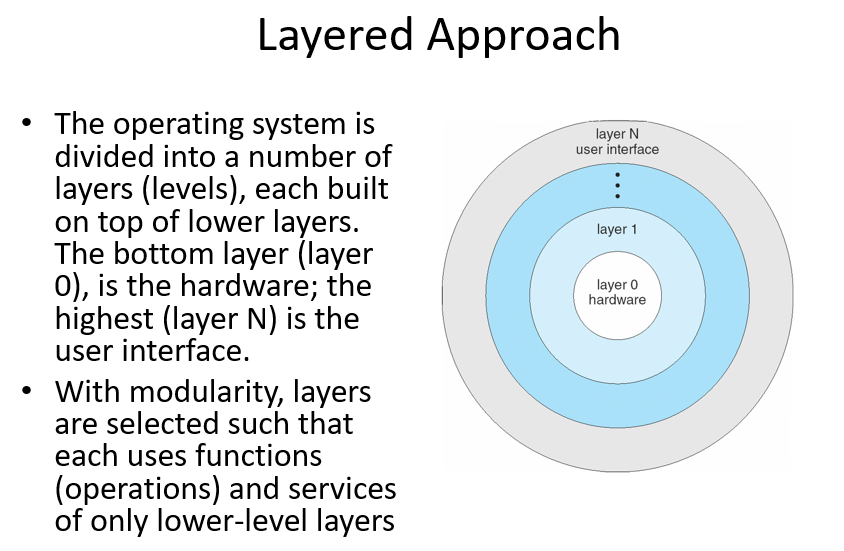 Layered Approach
• The operating system is
divided into a number of
layers (levels), each built
on top of lower layers.
The bottom layer (layer
0), is the hardware; the
highest (layer N) is the
user interface.
• With modularity, layers
are selected such that
each uses functions
(operations) and services
of only lower-level layers
layer N
user interface
layer 1
layer 0
hardware